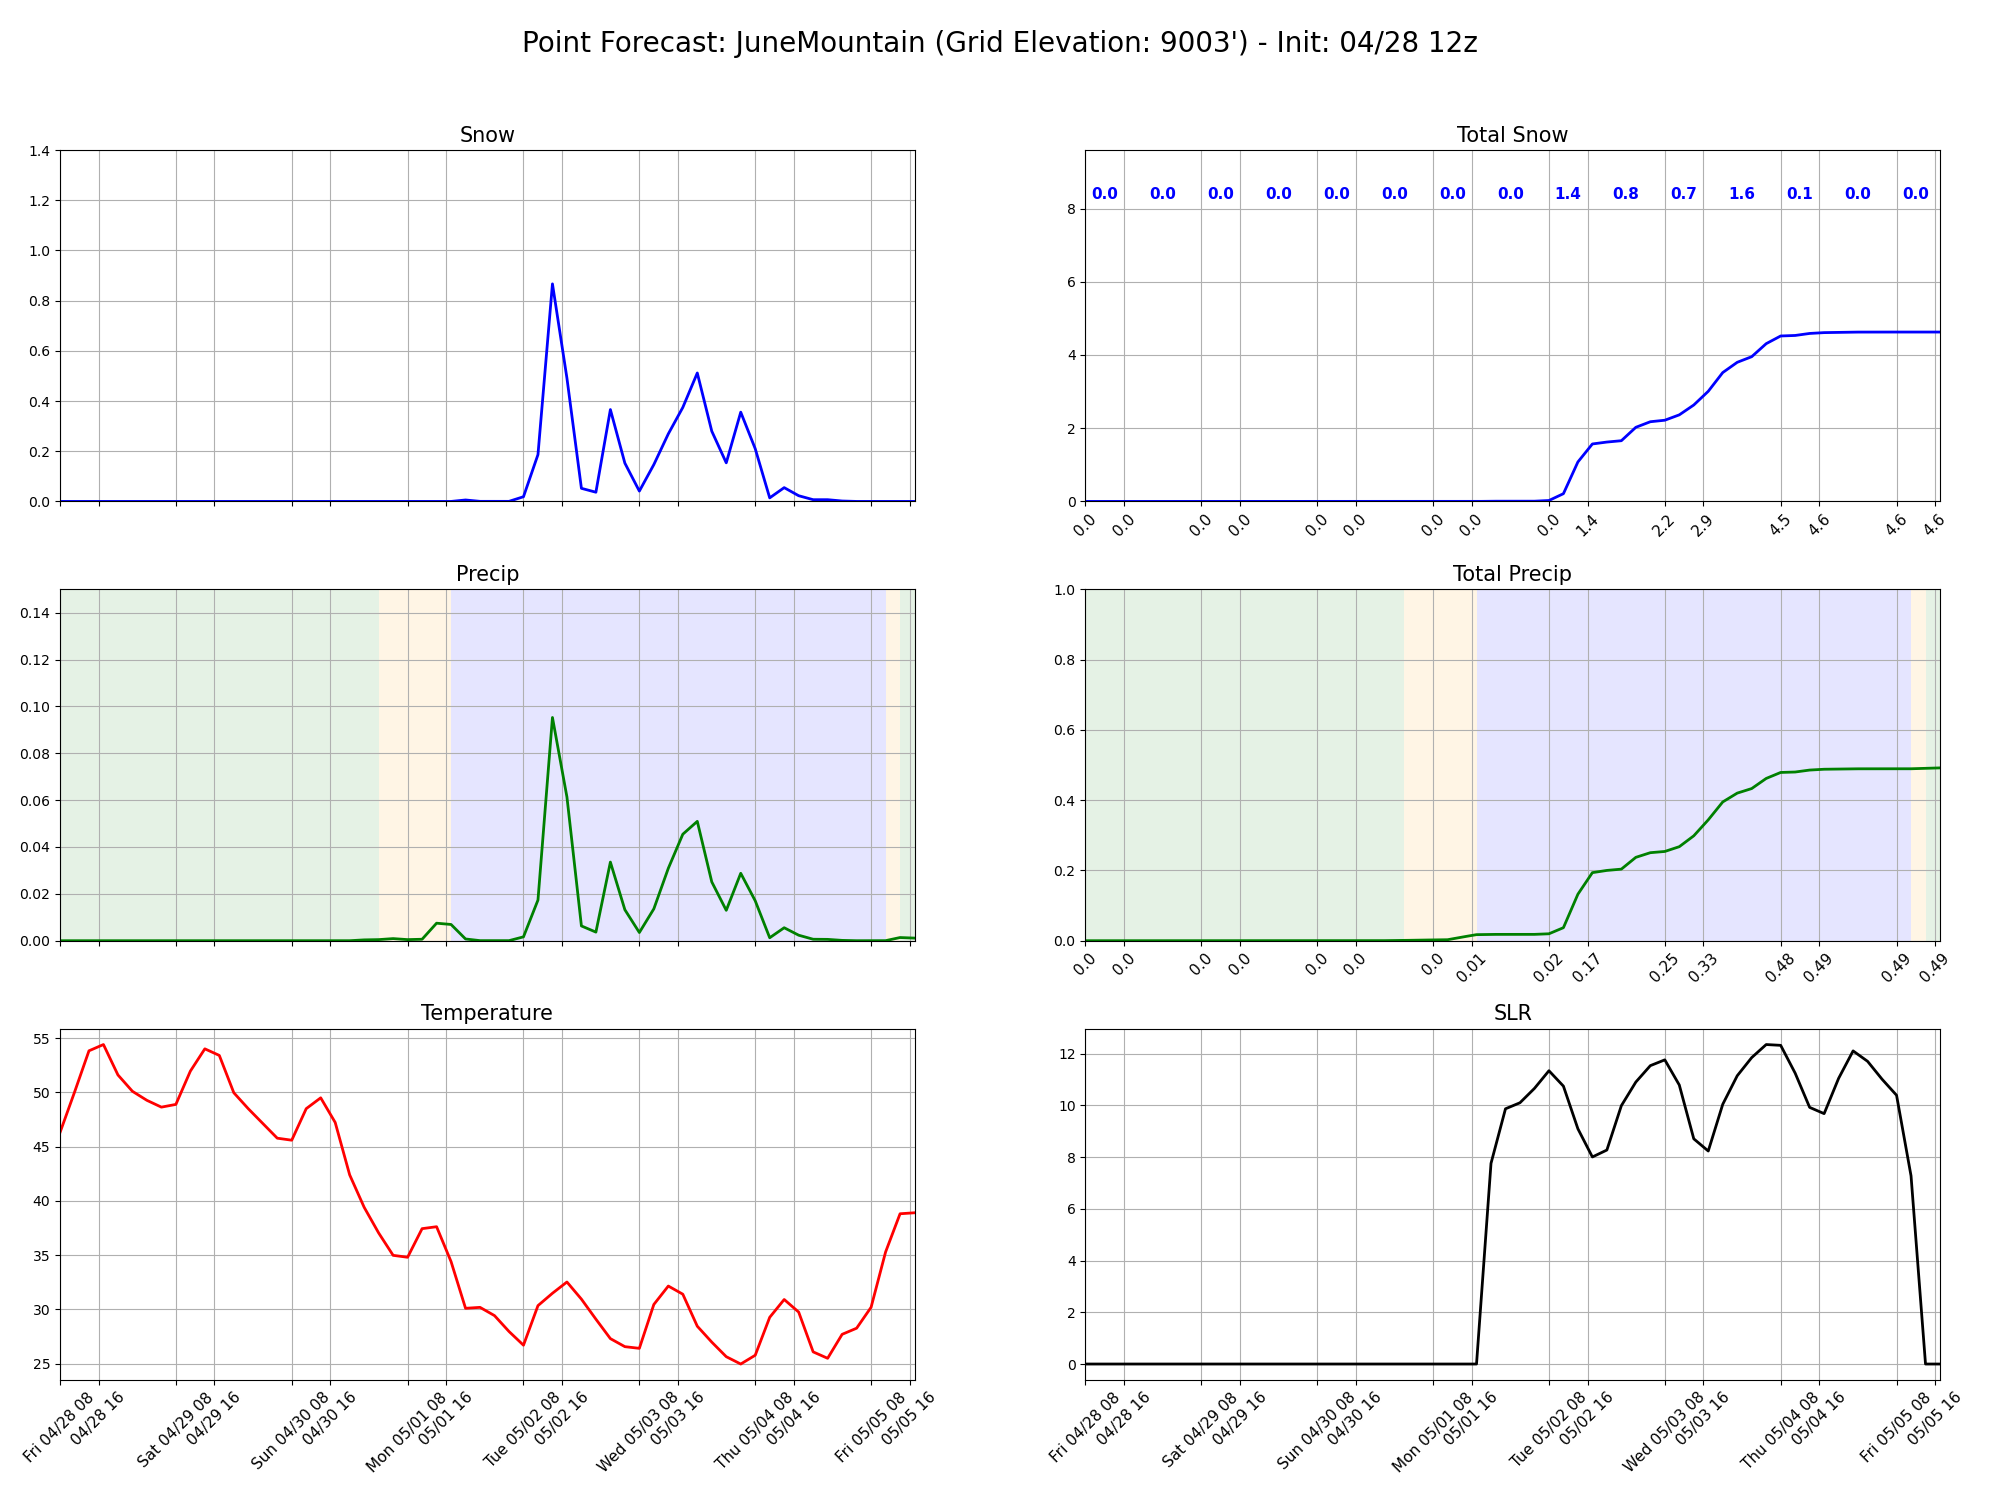 Point Forecast: JuneMountain (Grid Elevation: 9003') - Init: 04/28 12z
Snow
1.4
1.2
1.0
0.8
0.6
0.4
0.2
0.0
Total Snow
0.0 0.0 0.0 0.0 0.0 0.0 0.0 0.0 1.4 0.8 0.7 1.6 0.1 0.0 0.0
8
6
4
2
0
0.0 0.0 0.0 0.0 0.0 0.0 0.0 0.0 0.0 1.4 2.2 2.9 4.5 4.6 4.6 4.6
Precip
0.14
0.12
0.10
0.08
0.06
0.04
0.02
0.00
Total Precip
1.0
0.8
0.6
0.4
0.2
0.0
0.0 0.0 0.0 0.0 0.0 0.0 0.0 0.01 0.02 0.17 0.25 0.33 0.48 0.49 0.49 0.49
Temperature
55
50
45
40
35
30
25
Fri 04/28 08
04/28 16
Sat 04/29 08
04/29 16
Sun 04/30 08
04/30 16
Mon 05/01 08
05/01 16
Tue 05/02 08
05/02 16
Wed 05/03 08
05/03 16
Thu 05/04 08
05/04 16
Fri 05/05 08
05/05 16
SLR
12
10
8
6
4
2
0
Fri 04/28 08
04/28 16
Sat 04/29 08
04/29 16
Sun 04/30 08
04/30 16
Mon 05/01 08
05/01 16
Tue 05/02 08
05/02 16
Wed 05/03 08
05/03 16
Thu 05/04 08
05/04 16
Fri 05/05 08
05/05 16